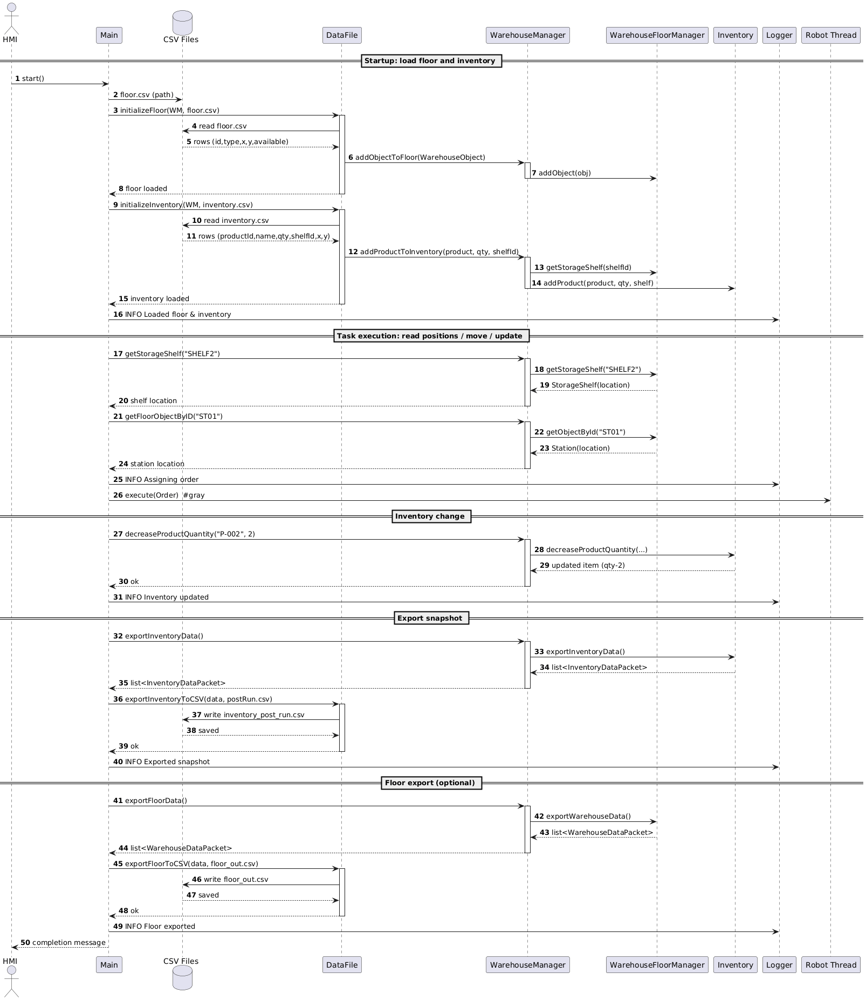 HMI
Main
CSV Files
DataFile
WarehouseManager
WarehouseFloorManager
Inventory
Logger
Robot Thread
Startup: load floor and inventory
1 start()
2 floor.csv (path)
3 initializeFloor(WM, floor.csv)
4 read floor.csv
5 rows (id,type,x,y,available)
6 addObjectToFloor(WarehouseObject)
7 addObject(obj)
8 floor loaded
9 initializeInventory(WM, inventory.csv)
10 read inventory.csv
11 rows (productId,name,qty,shelfId,x,y)
12 addProductToInventory(product, qty, shelfId)
13 getStorageShelf(shelfId)
14 addProduct(product, qty, shelf)
15 inventory loaded
16 INFO Loaded floor & inventory
Task execution: read positions / move / update
17 getStorageShelf("SHELF2")
18 getStorageShelf("SHELF2")
19 StorageShelf(location)
20 shelf location
21 getFloorObjectByID("ST01")
22 getObjectById("ST01")
23 Station(location)
24 station location
25 INFO Assigning order
26 execute(Order)  #gray
Inventory change
27 decreaseProductQuantity("P-002", 2)
28 decreaseProductQuantity(...)
29 updated item (qty-2)
30 ok
31 INFO Inventory updated
Export snapshot
32 exportInventoryData()
33 exportInventoryData()
34 list<InventoryDataPacket>
35 list<InventoryDataPacket>
36 exportInventoryToCSV(data, postRun.csv)
37 write inventory_post_run.csv
38 saved
39 ok
40 INFO Exported snapshot
Floor export (optional)
41 exportFloorData()
42 exportWarehouseData()
43 list<WarehouseDataPacket>
44 list<WarehouseDataPacket>
45 exportFloorToCSV(data, floor_out.csv)
46 write floor_out.csv
47 saved
48 ok
49 INFO Floor exported
50 completion message
HMI
Main
CSV Files
DataFile
WarehouseManager
WarehouseFloorManager
Inventory
Logger
Robot Thread